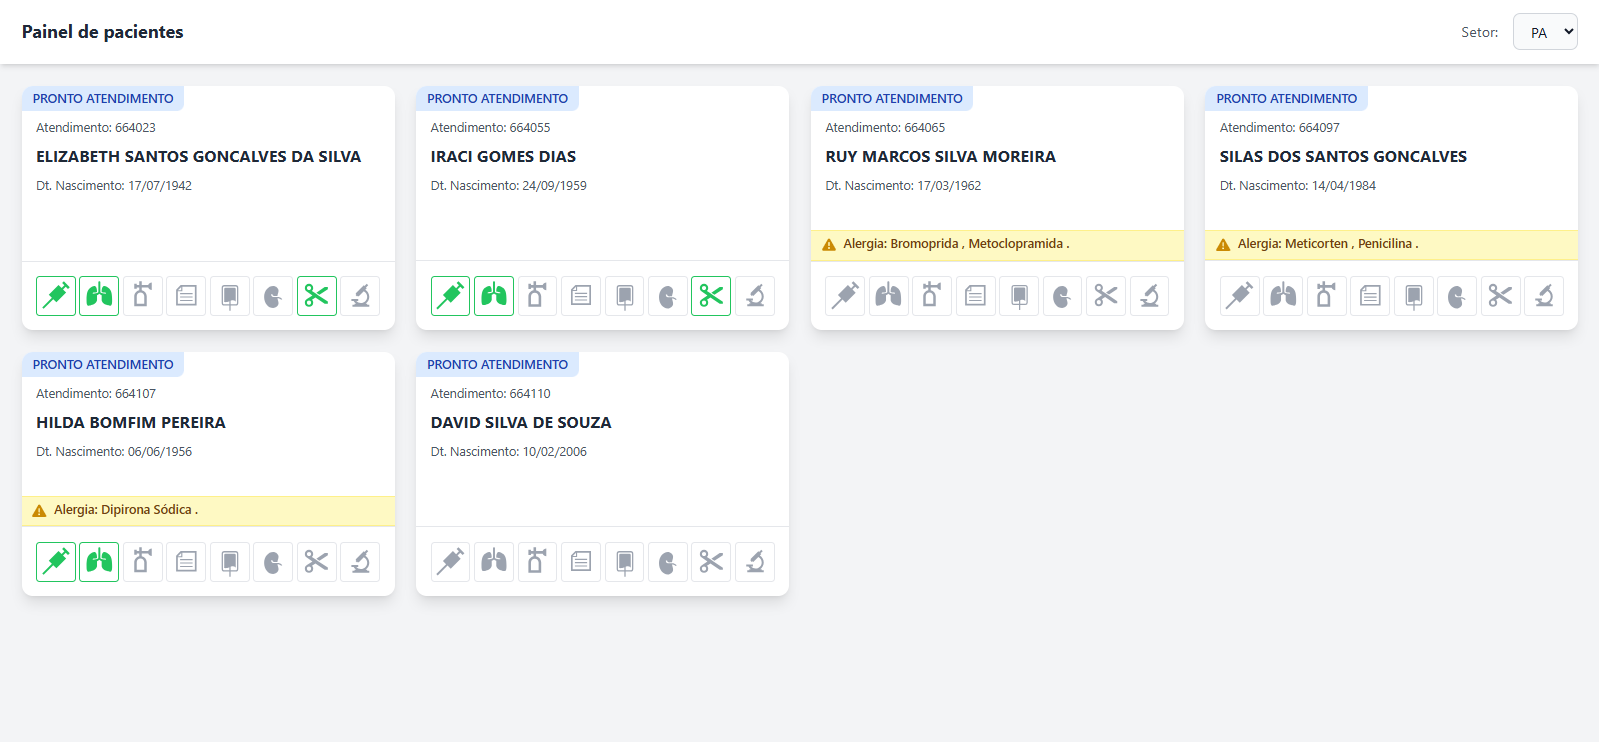 Painel de pacientes
Setor: PA
PRONTO ATENDIMENTO
Atendimento: 664023
ELIZABETH SANTOS GONCALVES DA SILVA
Dt. Nascimento: 17/07/1942
PRONTO ATENDIMENTO
Atendimento: 664055
IRACI GOMES DIAS
Dt. Nascimento: 24/09/1959
PRONTO ATENDIMENTO
Atendimento: 664065
RUY MARCOS SILVA MOREIRA
Dt. Nascimento: 17/03/1962
Alergia: Bromoprida , Metoclopramida .
PRONTO ATENDIMENTO
Atendimento: 664097
SILAS DOS SANTOS GONCALVES
Dt. Nascimento: 14/04/1984
Alergia: Meticorten , Penicilina .
PRONTO ATENDIMENTO
Atendimento: 664107
HILDA BOMFIM PEREIRA
Dt. Nascimento: 06/06/1956
Alergia: Dipirona Sódica .
PRONTO ATENDIMENTO
Atendimento: 664110
DAVID SILVA DE SOUZA
Dt. Nascimento: 10/02/2006